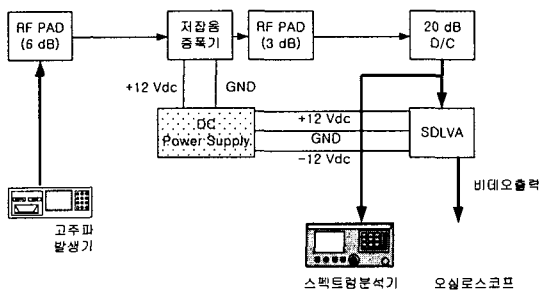 RF PAD
(6 dB)
저잡음
증폭기
RF PAD
(3 dB)
20 dB
D/C
+12 Vdc
GND
DC
Power Supply.
+12 Vdc
GND
-12 Vdc
SDLVA
비데오출력
고주파
발생기
스펙트럼분석기
오실로스코프